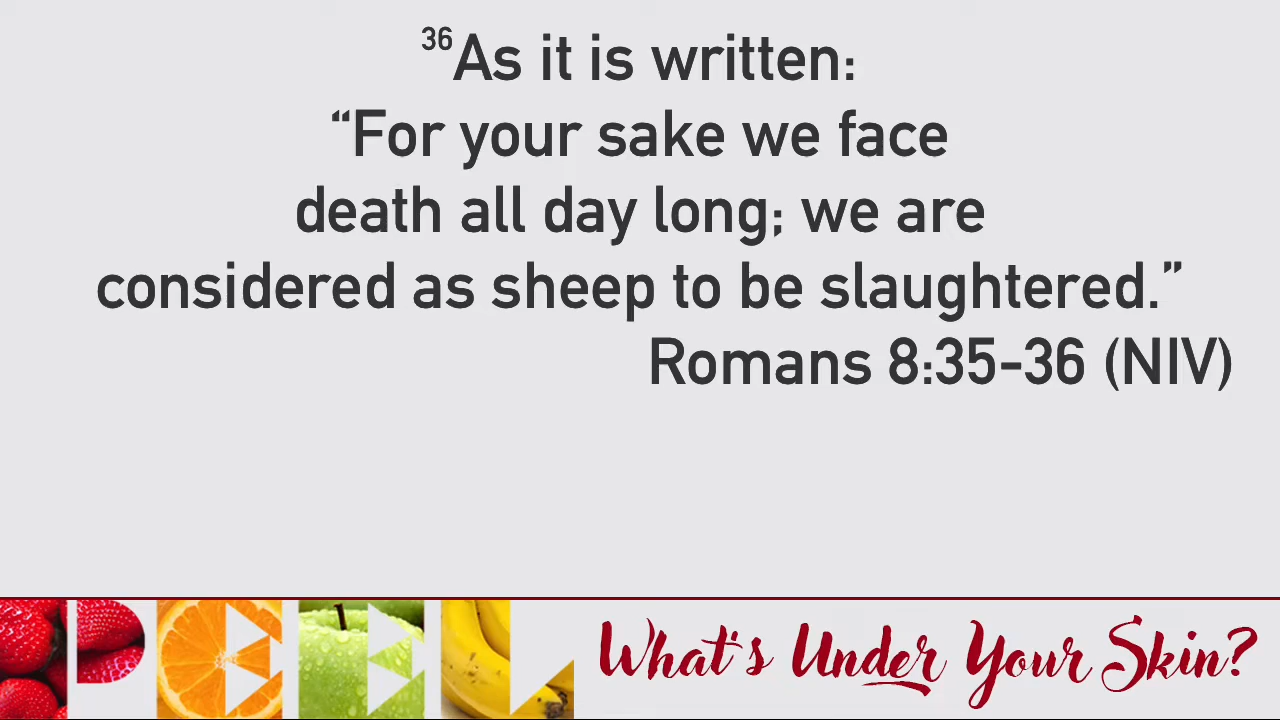 36As it is written:
“For your sake we face
death all day long; we are
considered as sheep to be slaughtered.”
Romans 8:35-36 (NIV)
PEEL What's Under Your Skin?